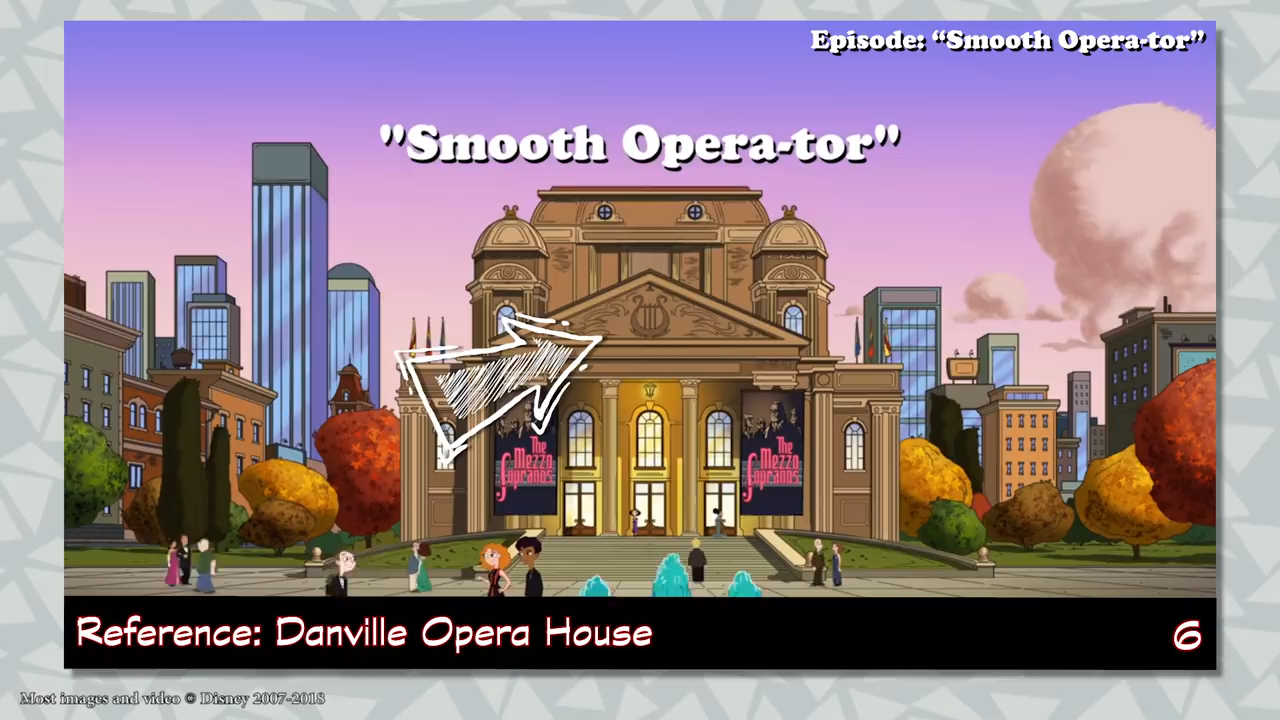 Episode: “Smooth Opera-tor”
"Smooth Opera-tor"
The
Mezzo
Sopranos
The
Mezzo
Sopranos
Reference: Danville Opera House
6
Most images and video © Disney 2007-2018